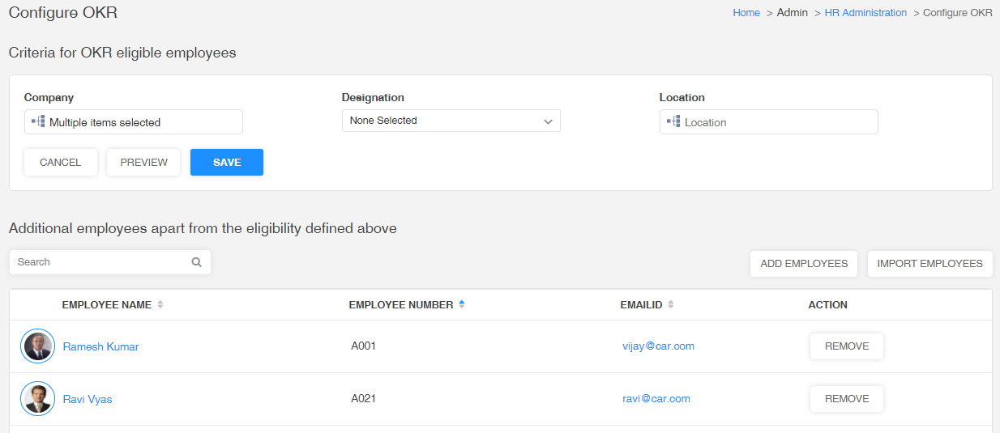 Configure OKR
Home > Admin > HR Administration > Configure OKR
Criteria for OKR eligible employees
Company Designation Location
Multiple items selected None Selected Location
CANCEL PREVIEW SAVE
Additional employees apart from the eligibility defined above
Search ADD EMPLOYEES IMPORT EMPLOYEES
EMPLOYEE NAME EMPLOYEE NUMBER EMAILID ACTION
Ramesh Kumar A001 vijay@car.com REMOVE
Ravi Vyas A021 ravi@car.com REMOVE